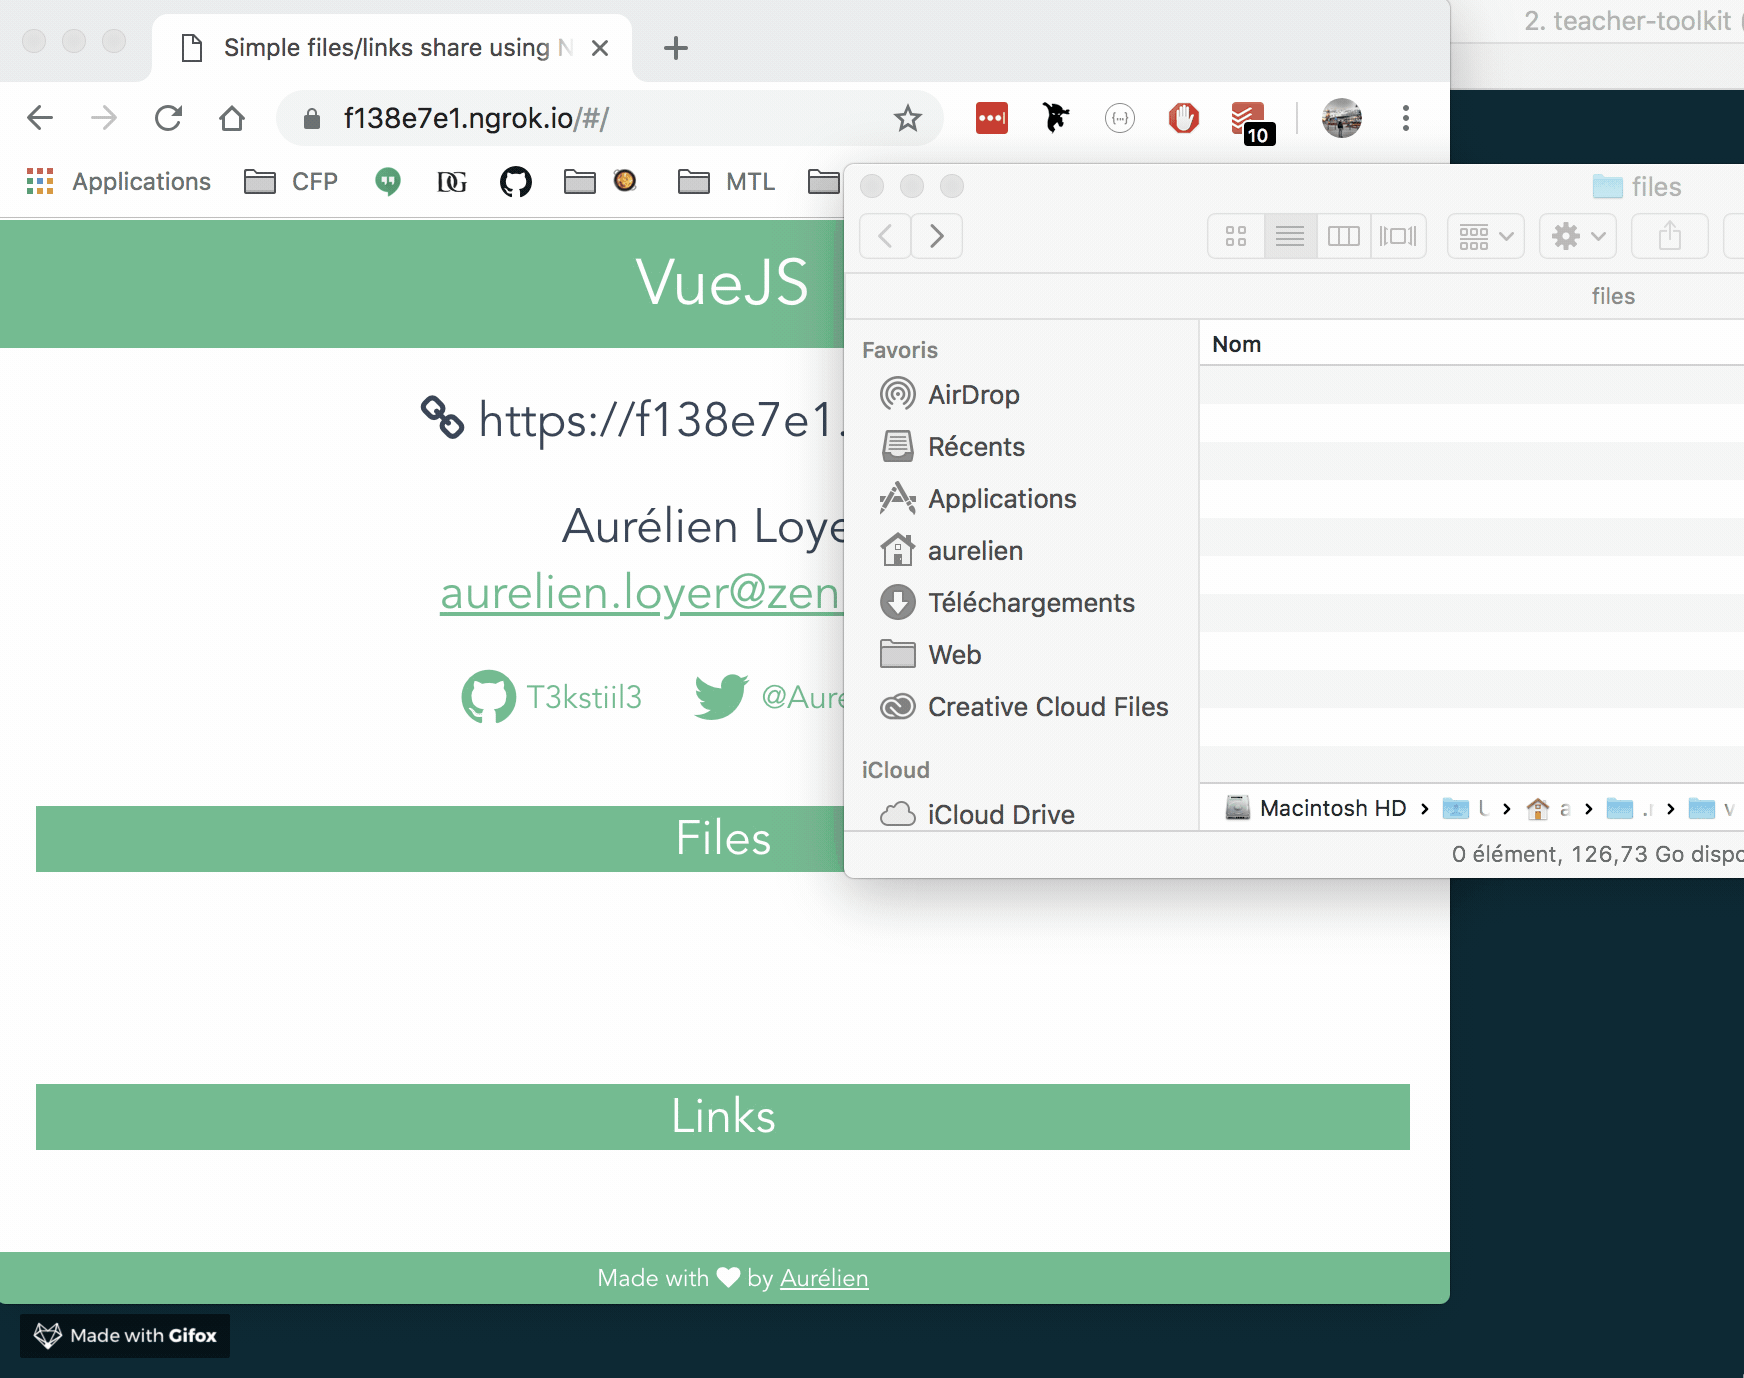 Simple files/links share using N
2. teacher-toolkit (
f138e7e1.ngrok.io/#/
10
Applications
CFP
DG
MTL
VueJS
https://f138e7e1.
Aurélien Loye
aurelien.loyer@zen
T3kstiil3
@Aure
Files
Links
Made with ♥ by Aurélien
files
files
Favoris
AirDrop
Récents
Applications
aurelien
Téléchargements
Web
Creative Cloud Files
iCloud
iCloud Drive
Nom
Macintosh HD › U › a › .r › v
0 élément, 126,73 Go dispo
Made with Gifox